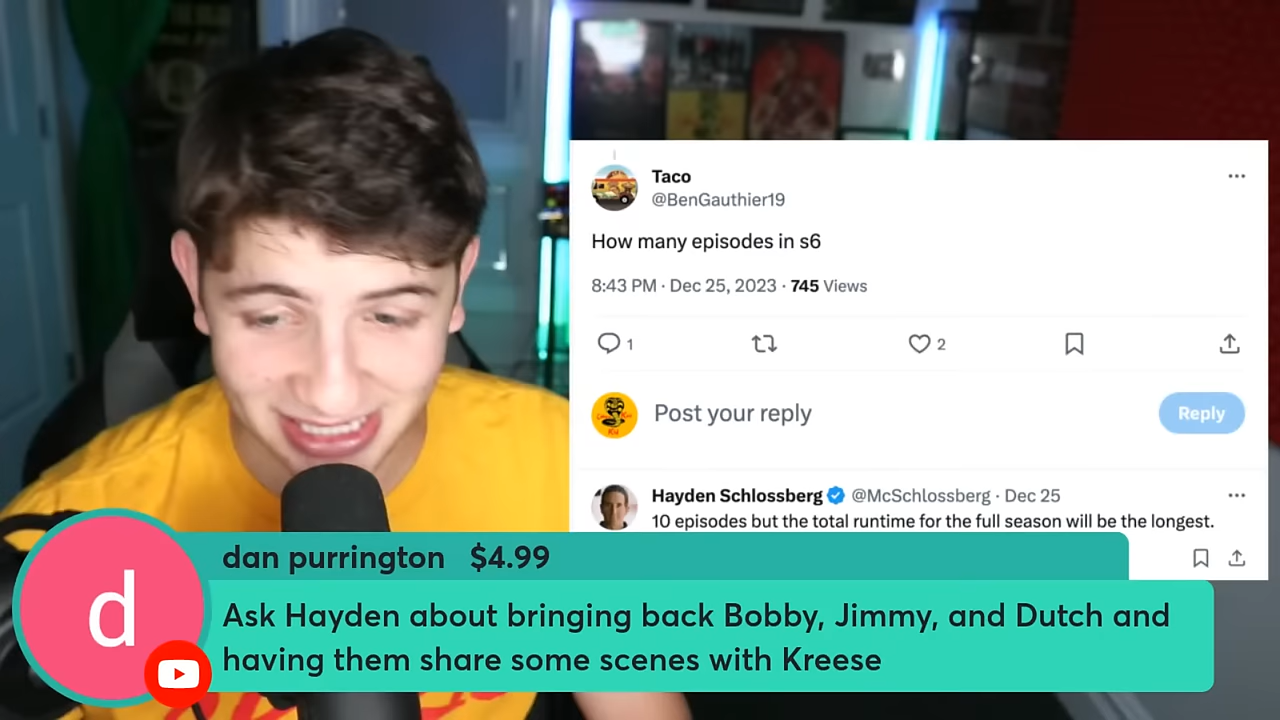 Taco
@BenGauthier19
How many episodes in s6
8:43 PM · Dec 25, 2023 · 745 Views
1
2
Post your reply
Reply
Hayden Schlossberg @McSchlossberg · Dec 25
10 episodes but the total runtime for the full season will be the longest.
d
dan purrington $4.99
Ask Hayden about bringing back Bobby, Jimmy, and Dutch and
having them share some scenes with Kreese